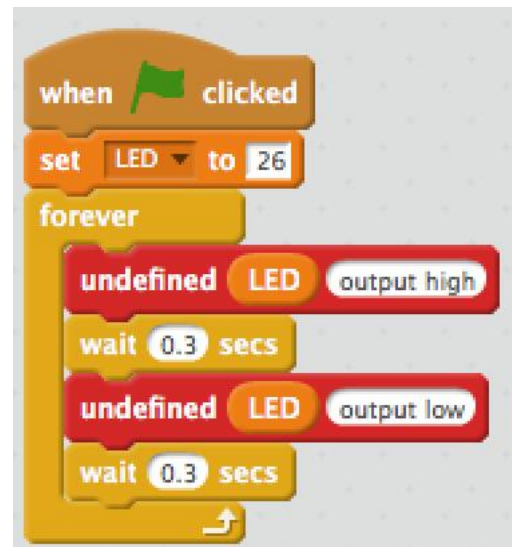 when clicked
set LED to 26
forever
undefined LED output high
wait 0.3 secs
undefined LED output low
wait 0.3 secs